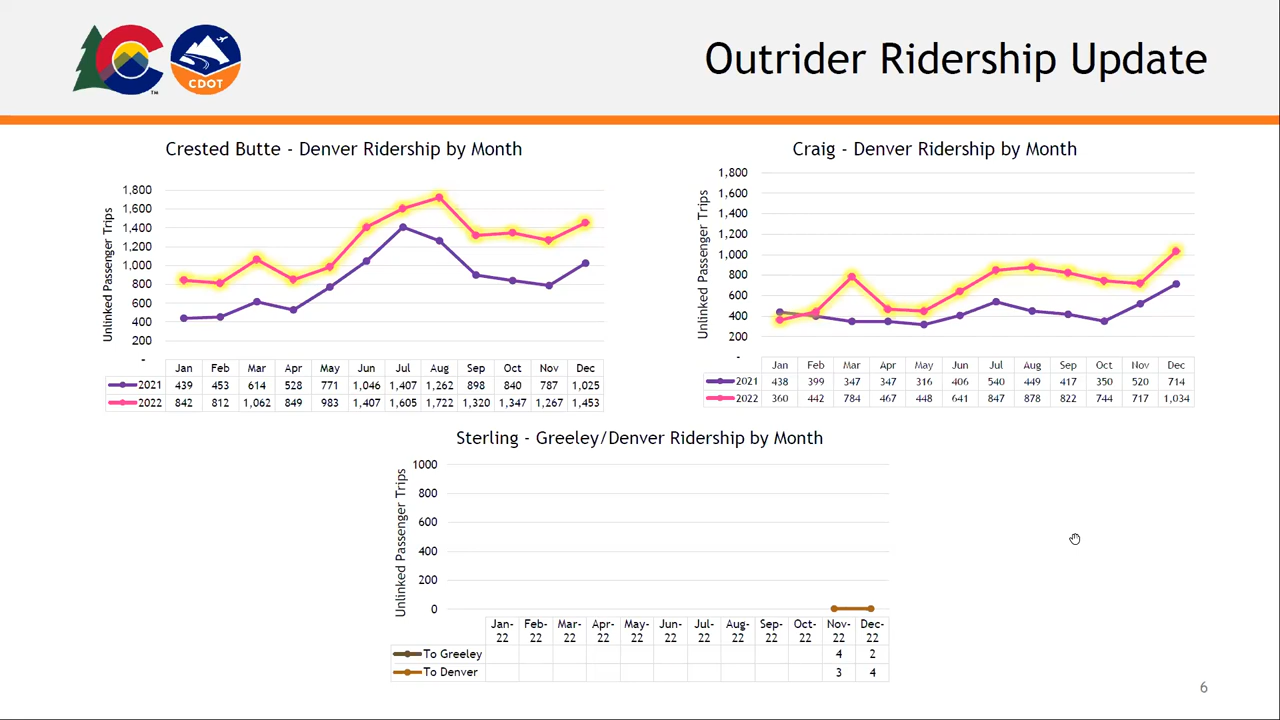 CDOT
Outrider Ridership Update
Crested Butte - Denver Ridership by Month
Unlinked Passenger Trips
1,800
1,600
1,400
1,200
1,000
800
600
400
200
-
Jan Feb Mar Apr May Jun Jul Aug Sep Oct Nov Dec
2021 439 453 614 528 771 1,046 1,407 1,262 898 840 787 1,025
2022 842 812 1,062 849 983 1,407 1,605 1,722 1,320 1,347 1,267 1,453
Craig - Denver Ridership by Month
Unlinked Passenger Trips
1,800
1,600
1,400
1,200
1,000
800
600
400
200
-
Jan Feb Mar Apr May Jun Jul Aug Sep Oct Nov Dec
2021 438 399 347 347 316 406 540 449 417 350 520 714
2022 360 442 784 467 448 641 847 878 822 744 717 1,034
Sterling - Greeley/Denver Ridership by Month
Unlinked Passenger Trips
1000
800
600
400
200
0
Jan- Feb- Mar- Apr- May- Jun- Jul- Aug- Sep- Oct- Nov- Dec-
22 22 22 22 22 22 22 22 22 22 22 22
To Greeley 4 2
To Denver 3 4
6